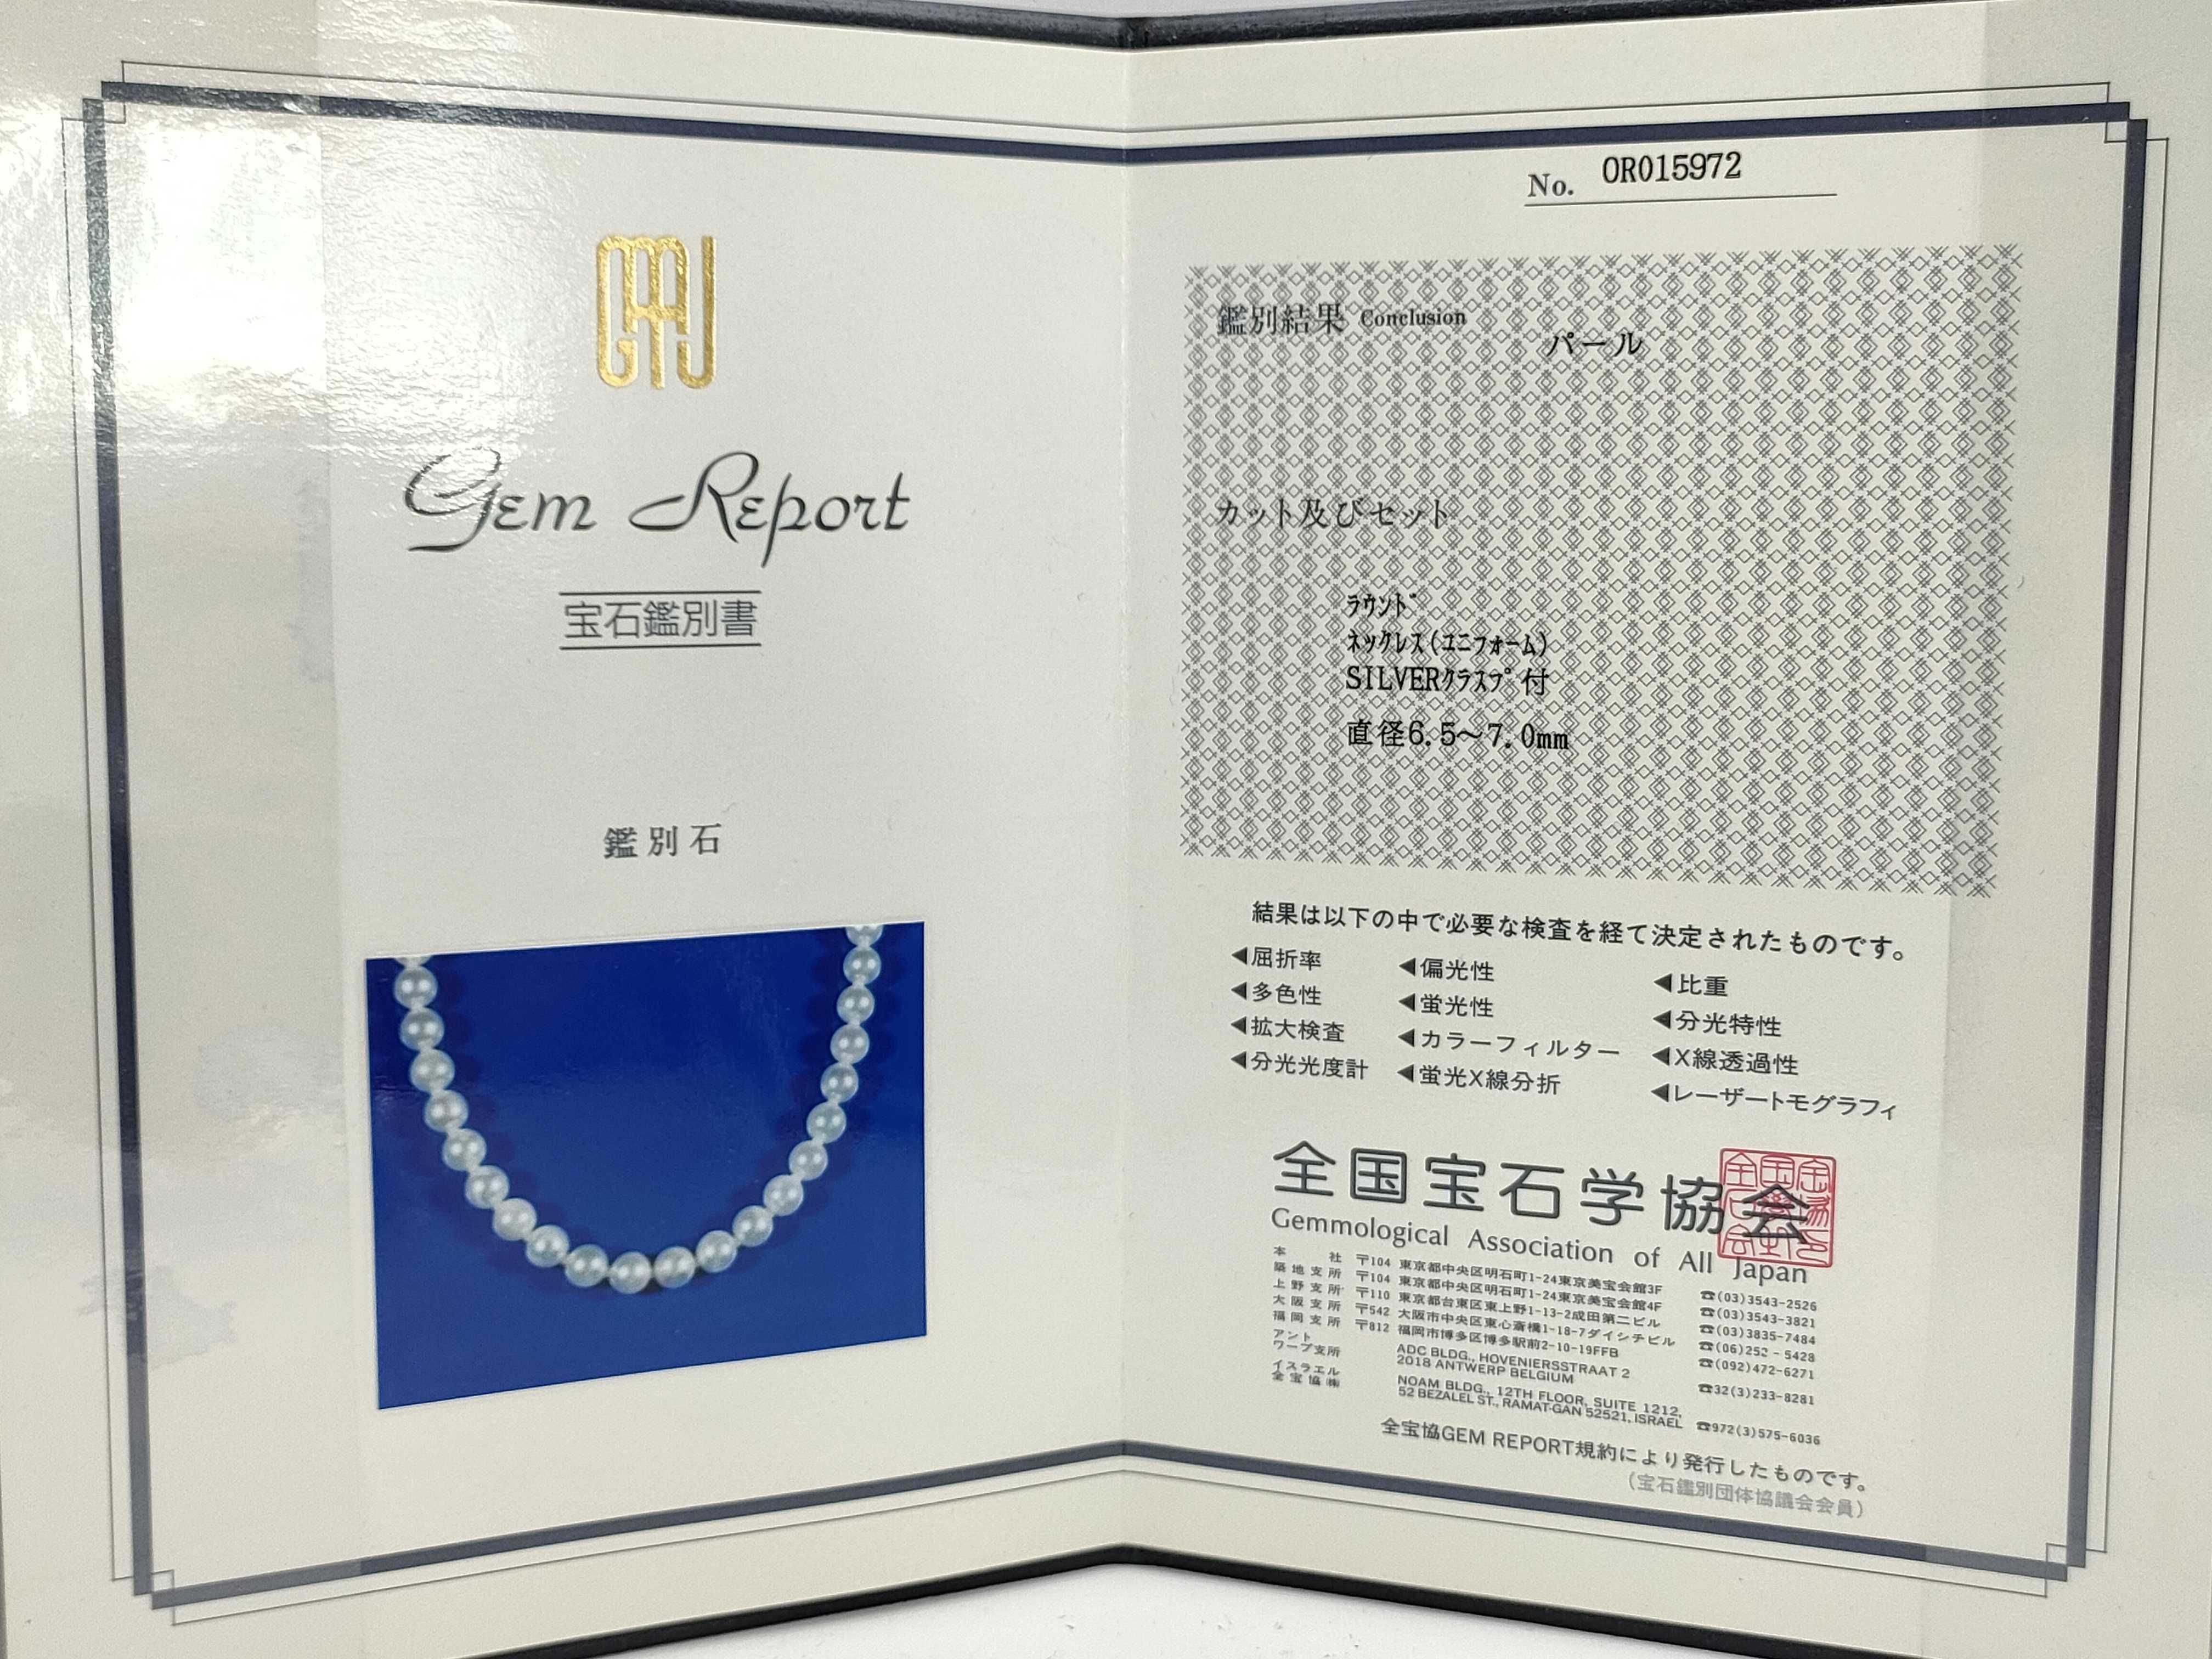 GAAJ
Gem Report
宝石鑑別書
鑑別石
No. OR015972
鑑別結果 Conclusion
パール
カット及びセット
ﾗｳﾝﾄﾞ
ﾈｯｸﾚｽ(ﾕﾆﾌｫｰﾑ)
SILVERｸﾗｽﾌﾟ付
直径6.5～7.0mm
結果は以下の中で必要な検査を経て決定されたものです。
◀屈折率 ◀偏光性 ◀比重
◀多色性 ◀蛍光性 ◀分光特性
◀拡大検査 ◀カラーフィルター ◀X線透過性
◀分光光度計 ◀蛍光X線分折 ◀レーザートモグラフィ
全国宝石学協会
Gemmological Association of All Japan
本社 〒104 東京都中央区明石町1-24東京美宝会館3F ☎(03)3543-2526
築地支所 〒104 東京都中央区明石町1-24東京美宝会館4F ☎(03)3543-3821
上野支所 〒110 東京都台東区東上野1-13-2成田第二ビル ☎(03)3835-7484
大阪支所 〒542 大阪市中央区東心斎橋1-18-7ダイシチビル ☎(06)252-5428
福岡支所 〒812 福岡市博多区博多駅前2-10-19FFB ☎(092)472-6271
アントワープ支所 ADC BLDG., HOVENIERSSTRAAT 2
2018 ANTWERP BELGIUM ☎32(3)233-8281
イスラエル全宝協㈱ NOAM BLDG., 12TH FLOOR, SUITE 1212,
52 BEZALEL ST., RAMAT-GAN 52521, ISRAEL ☎972(3)575-6036
全宝協GEM REPORT規約により発行したものです。
(宝石鑑別団体協議会会員)